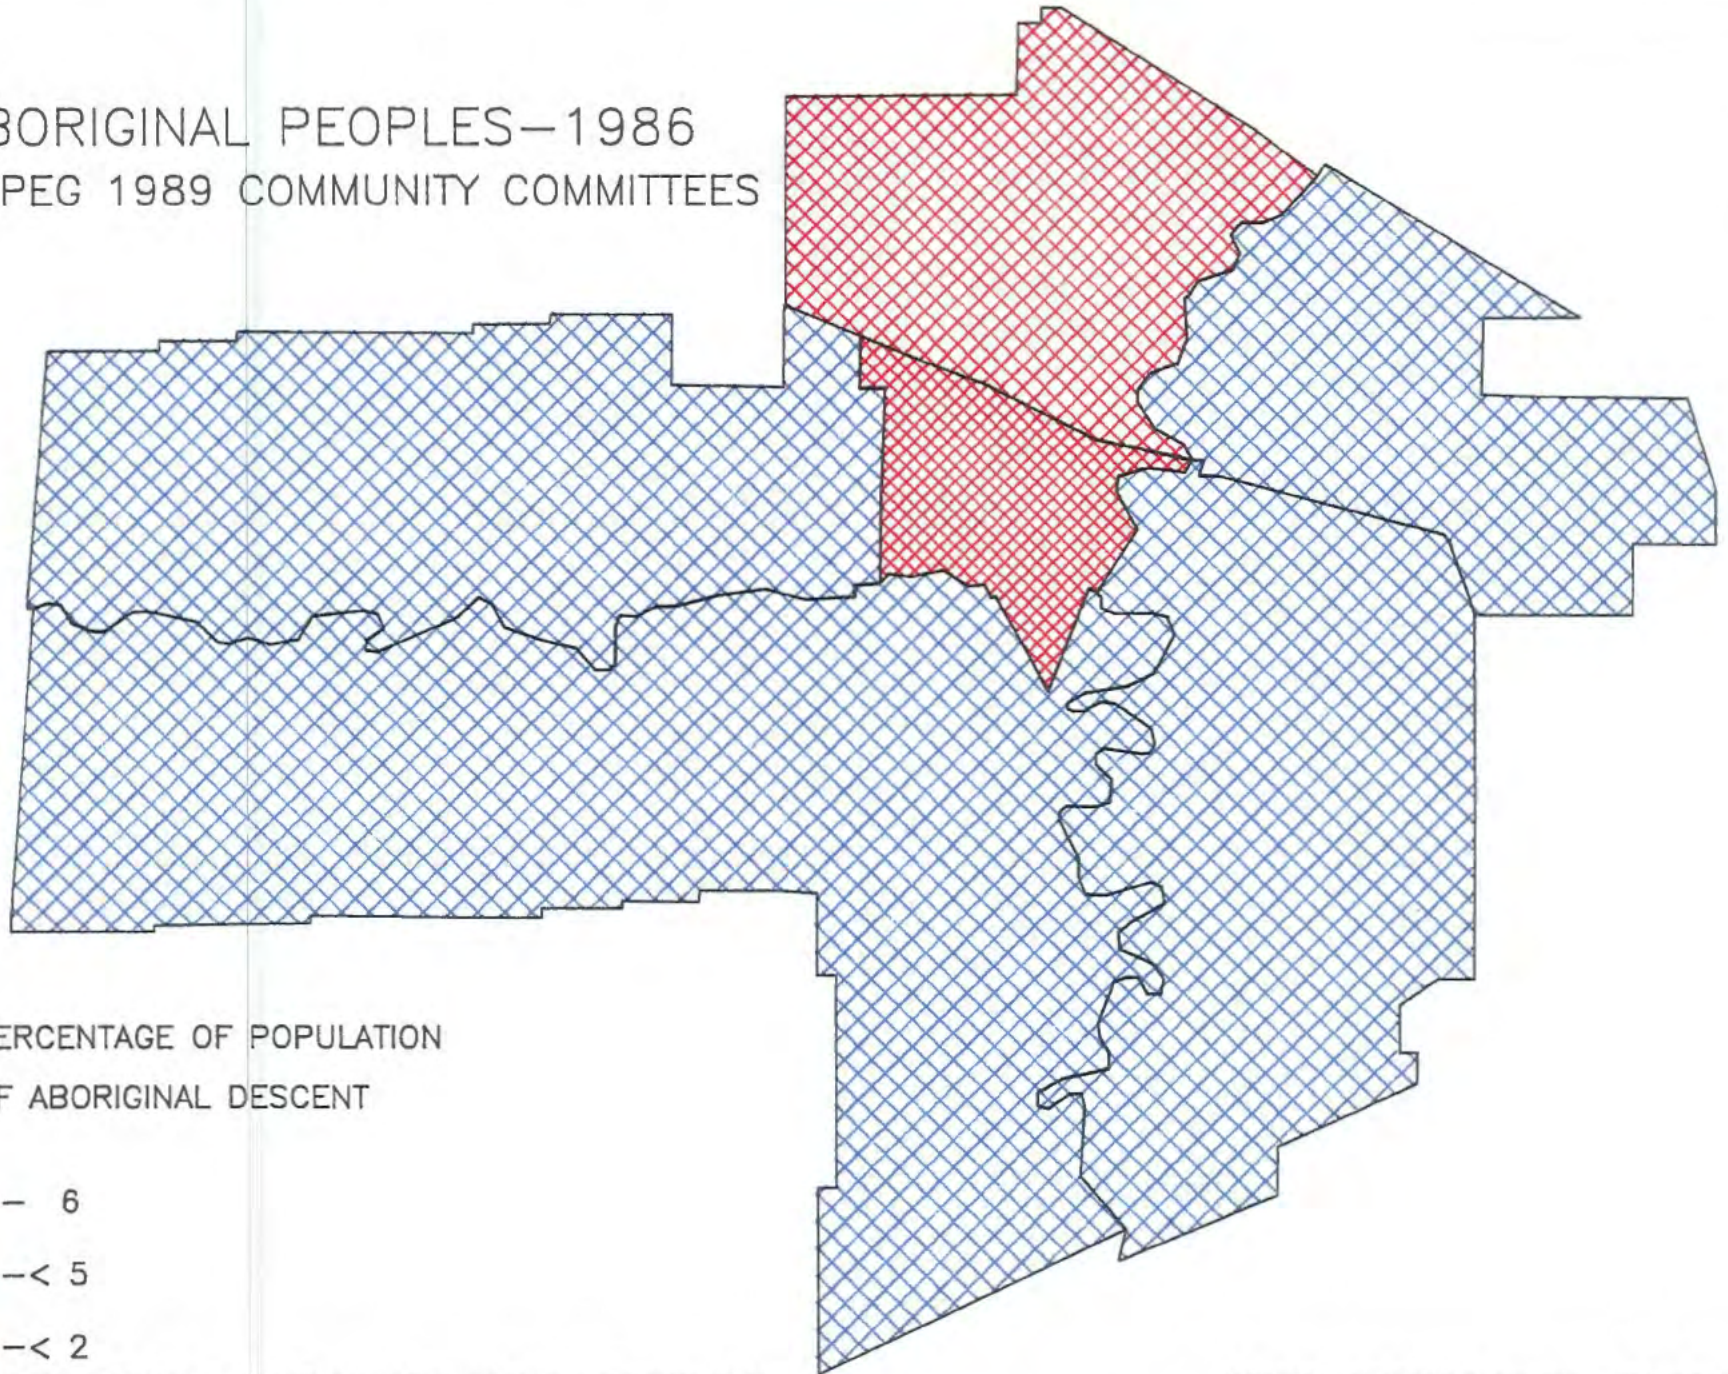 BORIGINAL PEOPLES—1986
PEG 1989 COMMUNITY COMMITTEES
ERCENTAGE OF POPULATION
F ABORIGINAL DESCENT
– 6
–< 5
–< 2